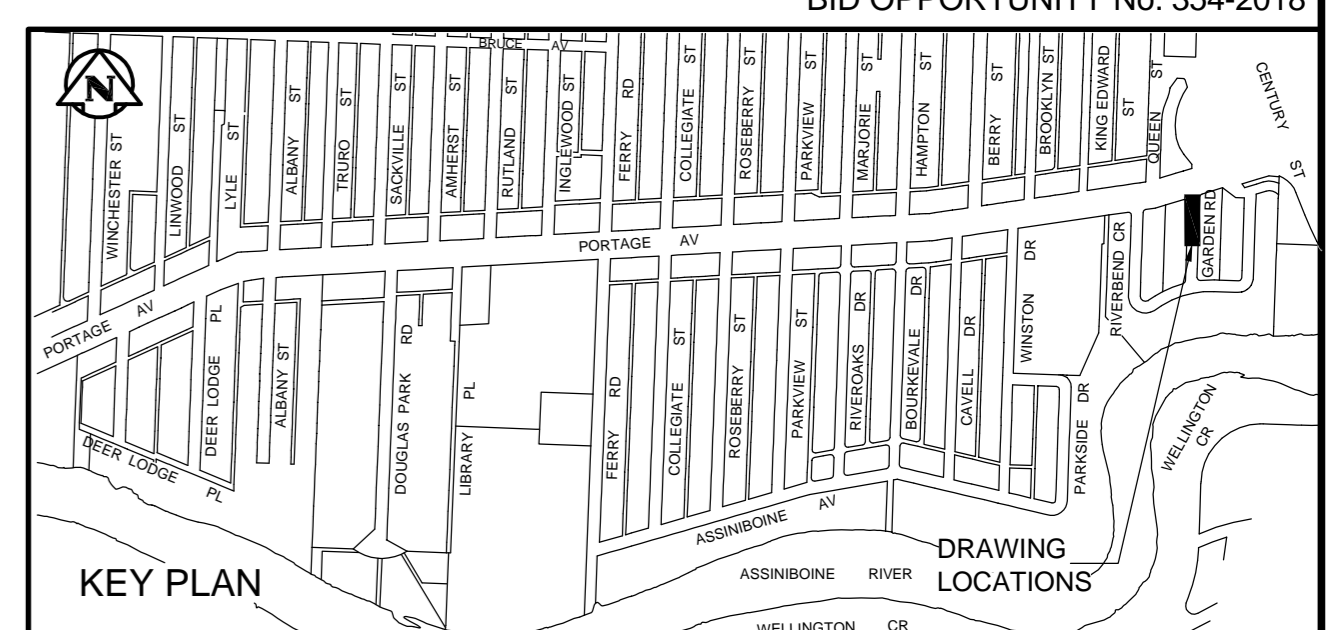 BID OPPORTUNITY No. 354-2018
N
BRUCE AV
WINCHESTER ST
LINWOOD ST
LYLE ST
ALBANY ST
TRURO ST
SACKVILLE ST
AMHERST ST
RUTLAND ST
INGLEWOOD ST
FERRY RD
COLLEGIATE ST
ROSEBERRY ST
PARKVIEW ST
MARJORIE ST
HAMPTON ST
BERRY ST
BROOKLYN ST
KING EDWARD ST
QUEEN ST
CENTURY ST
PORTAGE AV
PORTAGE AV
DEER LODGE PL
DEER LODGE PL
ALBANY ST
DOUGLAS PARK RD
LIBRARY PL
FERRY RD
COLLEGIATE ST
ROSEBERRY ST
PARKVIEW ST
RIVEROAKS DR
BOURKEVALE DR
CAVELL DR
WINSTON DR
PARKSIDE DR
RIVERBEND CR
GARDEN RD
WELLINGTON CR
ASSINIBOINE AV
ASSINIBOINE RIVER
WELLINGTON CR
DRAWING
LOCATIONS
KEY PLAN